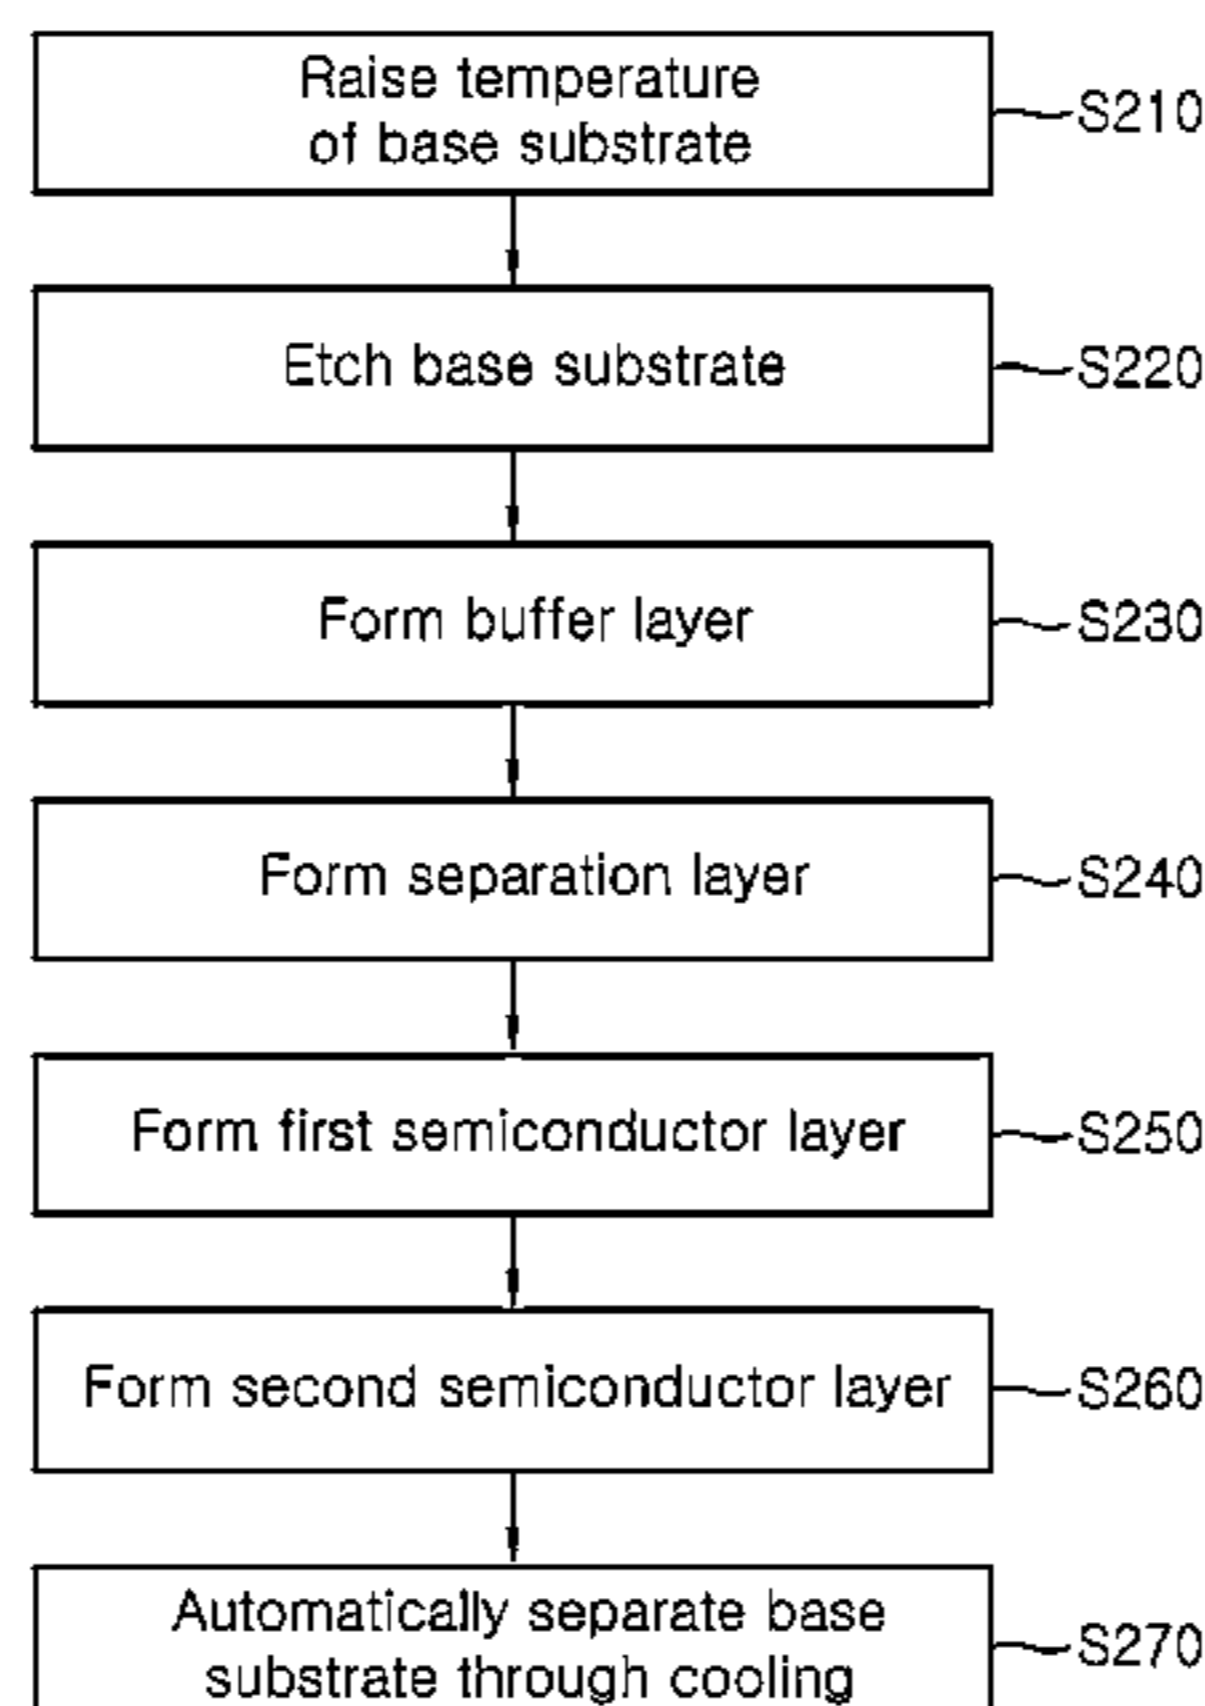 Raise temperature
of base substrate
S210
Etch base substrate
S220
Form buffer layer
S230
Form separation layer
S240
Form first semiconductor layer
S250
Form second semiconductor layer
S260
Automatically separate base
substrate through cooling
S270